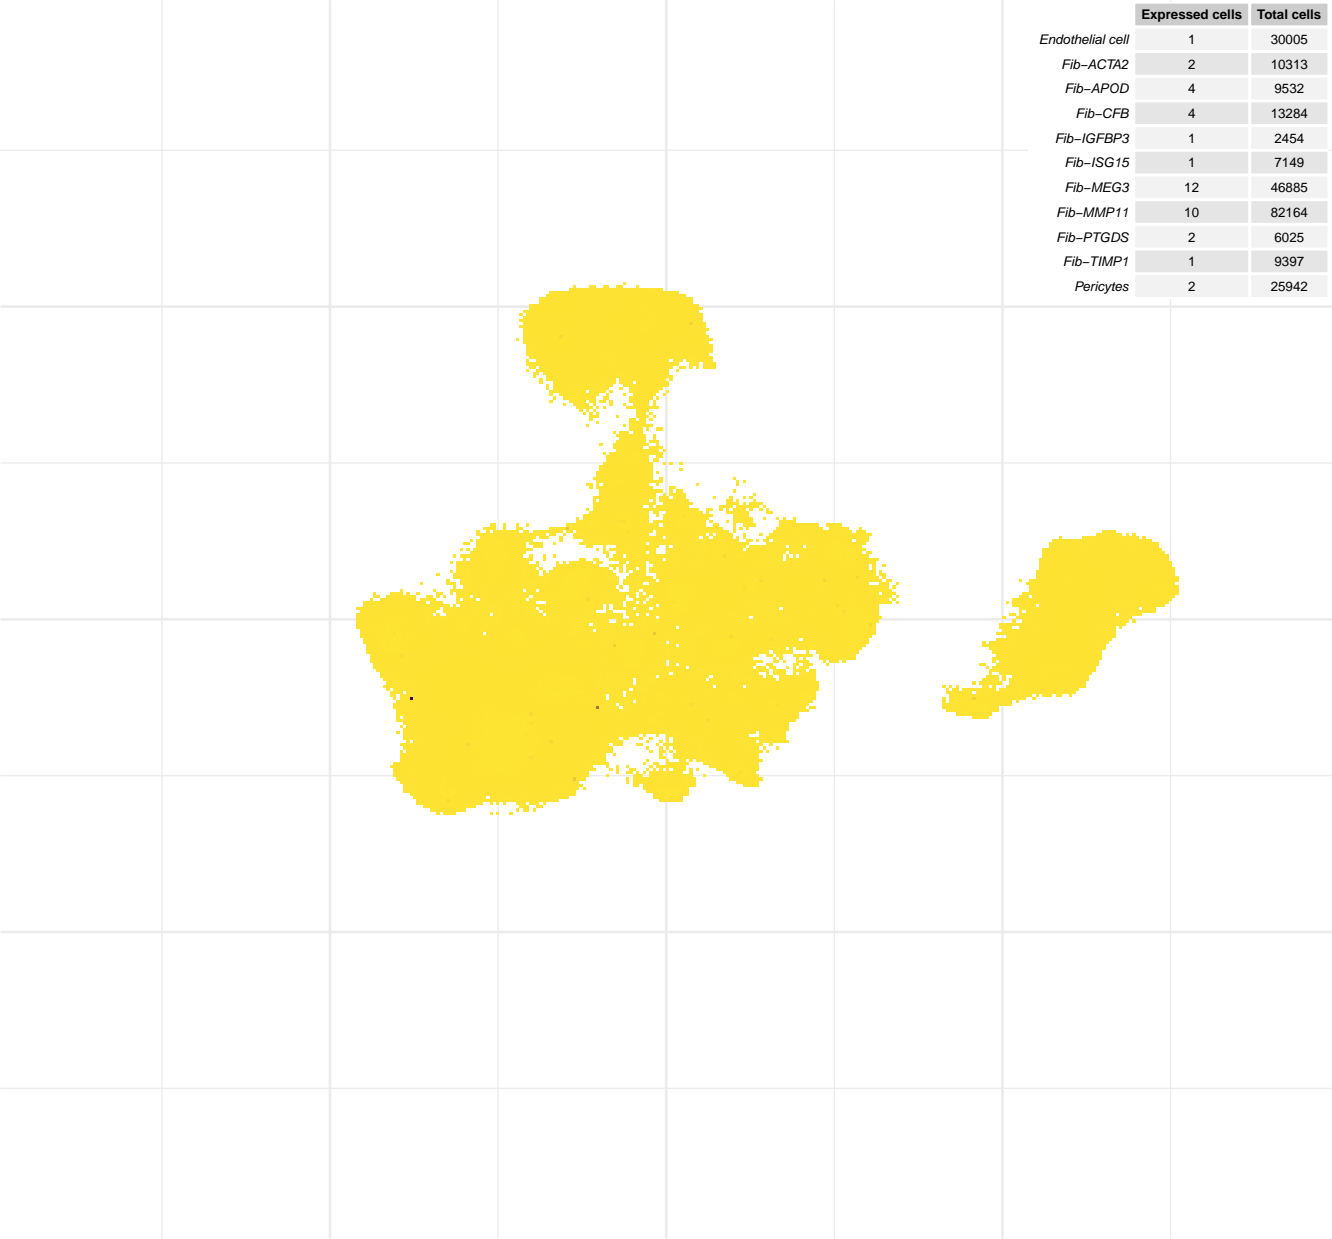 Expressed cells Total cells
Endothelial cell 1 30005
Fib−ACTA2 2 10313
Fib−APOD 4 9532
Fib−CFB 4 13284
Fib−IGFBP3 1 2454
Fib−ISG15 1 7149
Fib−MEG3 12 46885
Fib−MMP11 10 82164
Fib−PTGDS 2 6025
Fib−TIMP1 1 9397
Pericytes 2 25942